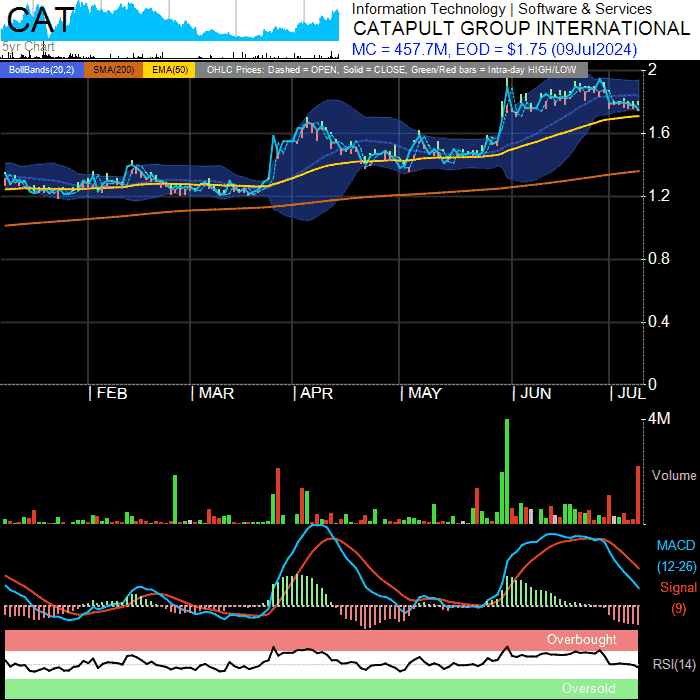 CAT
5yr Chart
Information Technology | Software & Services
CATAPULT GROUP INTERNATIONAL
MC = 457.7M, EOD = $1.75 (09Jul2024)
BollBands(20,2) SMA(200) EMA(50) OHLC Prices: Dashed = OPEN, Solid = CLOSE, Green/Red bars = Intra-day HIGH/LOW
2
1.6
1.2
0.8
0.4
0
| FEB | MAR | APR | MAY | JUN | JUL
4M
Volume
MACD
(12-26)
Signal
(9)
Overbought
RSI(14)
Oversold